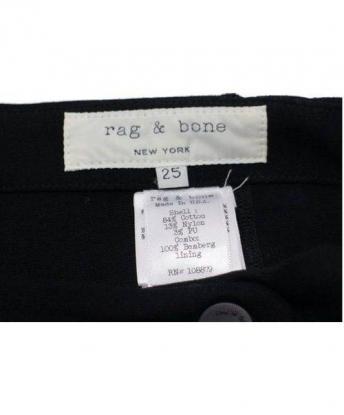 rag & bone
NEW YORK
25
rag & bone
Made In U.S.A.
Shell:
84% Cotton
13% Nylon
3% PU
Combo:
100% Bemberg
lining
RN# 108879